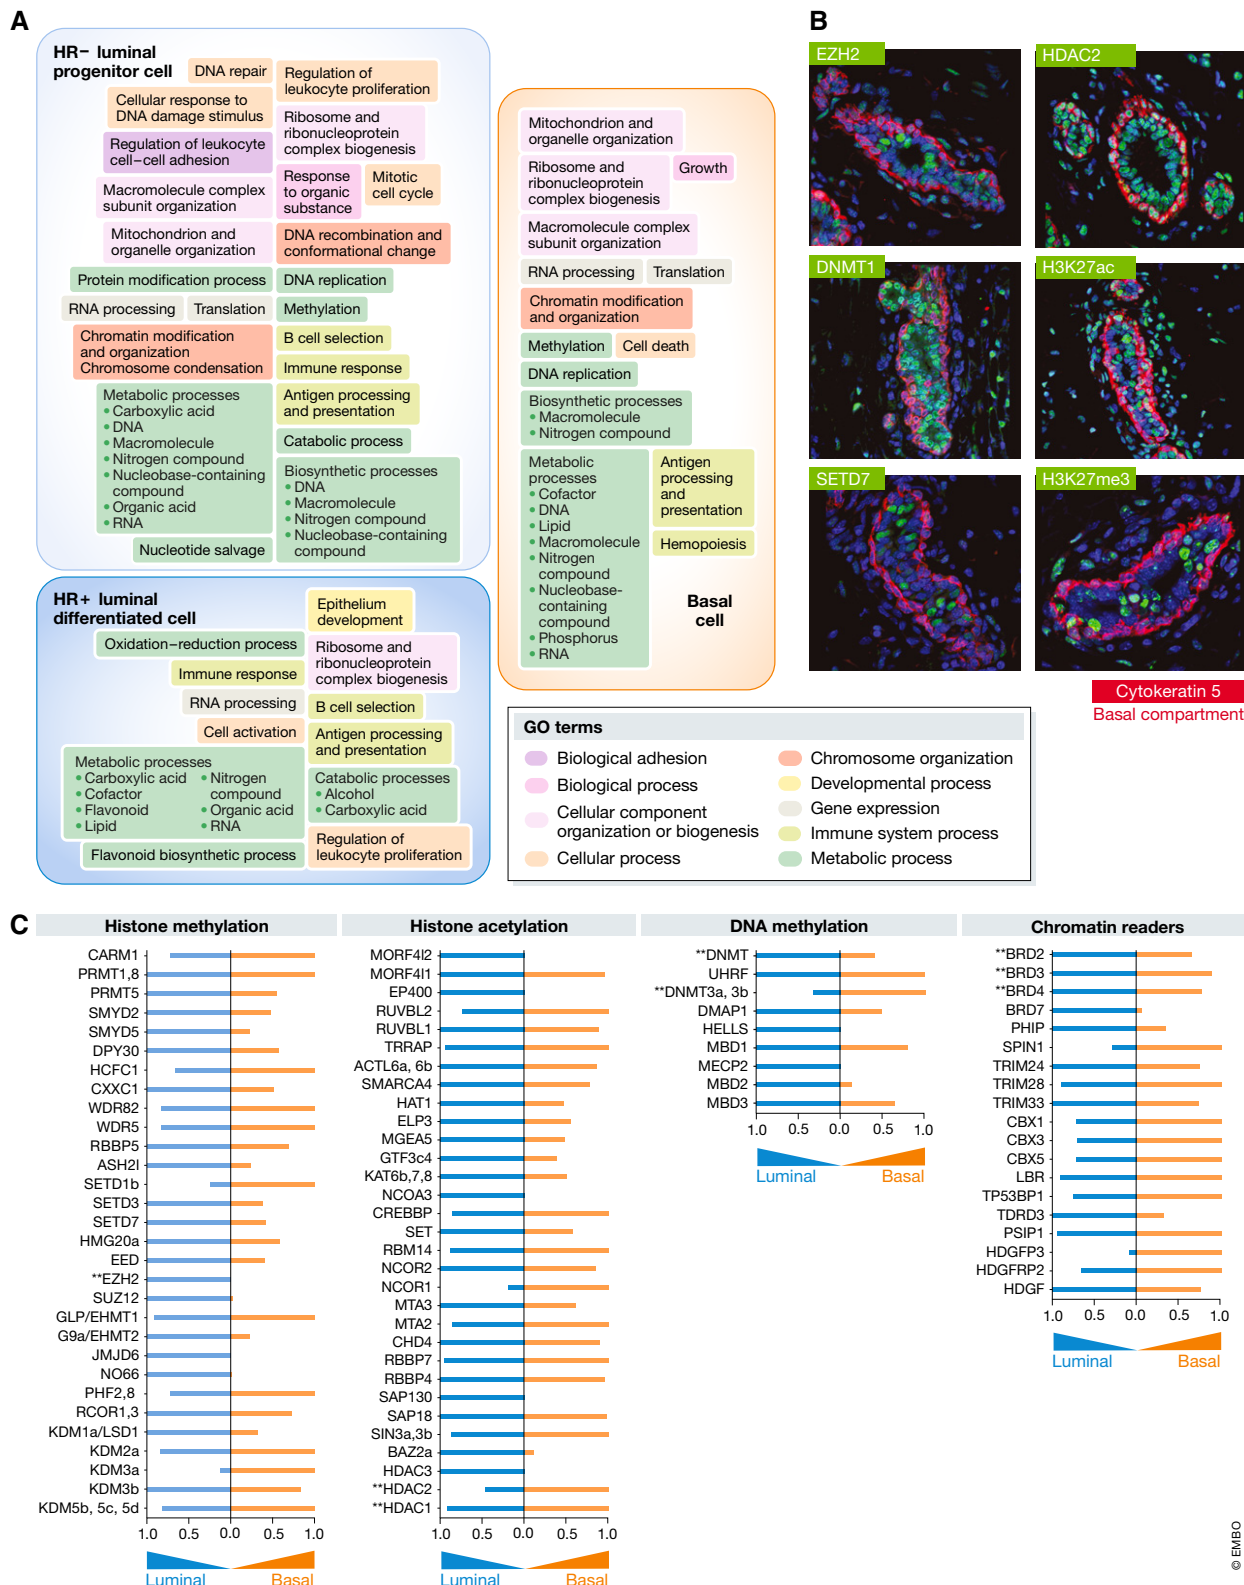 A
HR− luminal
progenitor cell
DNA repair
Regulation of
leukocyte proliferation
Cellular response to
DNA damage stimulus
Ribosome and
ribonucleoprotein
complex biogenesis
Regulation of leukocyte
cell–cell adhesion
Macromolecule complex
subunit organization
Response
to organic
substance
Mitotic
cell cycle
Mitochondrion and
organelle organization
DNA recombination and
conformational change
Protein modification process
DNA replication
RNA processing
Translation
Methylation
Chromatin modification
and organization
Chromosome condensation
B cell selection
Immune response
Metabolic processes
• Carboxylic acid
• DNA
• Macromolecule
• Nitrogen compound
• Nucleobase-containing
compound
• Organic acid
• RNA
Antigen processing
and presentation
Catabolic process
Biosynthetic processes
• DNA
• Macromolecule
• Nitrogen compound
• Nucleobase-containing
compound
Nucleotide salvage
HR+ luminal
differentiated cell
Epithelium
development
Oxidation–reduction process
Ribosome and
ribonucleoprotein
complex biogenesis
Immune response
RNA processing
B cell selection
Cell activation
Antigen processing
and presentation
Metabolic processes
• Carboxylic acid
• Cofactor
• Flavonoid
• Lipid
• Nitrogen
compound
• Organic acid
• RNA
Catabolic processes
• Alcohol
• Carboxylic acid
Flavonoid biosynthetic process
Regulation of
leukocyte proliferation
Mitochondrion and
organelle organization
Ribosome and
ribonucleoprotein
complex biogenesis
Growth
Macromolecule complex
subunit organization
RNA processing
Translation
Chromatin modification
and organization
Methylation
Cell death
DNA replication
Biosynthetic processes
• Macromolecule
• Nitrogen compound
Metabolic
processes
• Cofactor
• DNA
• Lipid
• Macromolecule
• Nitrogen
compound
• Nucleobase-
containing
compound
• Phosphorus
• RNA
Antigen
processing
and
presentation
Hemopoiesis
Basal
cell
GO terms
Biological adhesion
Biological process
Cellular component
organization or biogenesis
Cellular process
Chromosome organization
Developmental process
Gene expression
Immune system process
Metabolic process
B
EZH2
HDAC2
DNMT1
H3K27ac
SETD7
H3K27me3
Cytokeratin 5
Basal compartment
C
Histone methylation
CARM1
PRMT1,8
PRMT5
SMYD2
SMYD5
DPY30
HCFC1
CXXC1
WDR82
WDR5
RBBP5
ASH2l
SETD1b
SETD3
SETD7
HMG20a
EED
**EZH2
SUZ12
GLP/EHMT1
G9a/EHMT2
JMJD6
NO66
PHF2,8
RCOR1,3
KDM1a/LSD1
KDM2a
KDM3a
KDM3b
KDM5b, 5c, 5d
1.0 0.5 0.0 0.5 1.0
Luminal Basal
Histone acetylation
MORF4l2
MORF4l1
EP400
RUVBL2
RUVBL1
TRRAP
ACTL6a, 6b
SMARCA4
HAT1
ELP3
MGEA5
GTF3c4
KAT6b,7,8
NCOA3
CREBBP
SET
RBM14
NCOR2
NCOR1
MTA3
MTA2
CHD4
RBBP7
RBBP4
SAP130
SAP18
SIN3a,3b
BAZ2a
HDAC3
**HDAC2
**HDAC1
1.0 0.5 0.0 0.5 1.0
Luminal Basal
DNA methylation
**DNMT
UHRF
**DNMT3a, 3b
DMAP1
HELLS
MBD1
MECP2
MBD2
MBD3
1.0 0.5 0 0.5 1.0
Luminal Basal
Chromatin readers
**BRD2
**BRD3
**BRD4
BRD7
PHIP
SPIN1
TRIM24
TRIM28
TRIM33
CBX1
CBX3
CBX5
LBR
TP53BP1
TDRD3
PSIP1
HDGFP3
HDGFRP2
HDGF
1.0 0.5 0 0.5 1.0
Luminal Basal
© EMBO